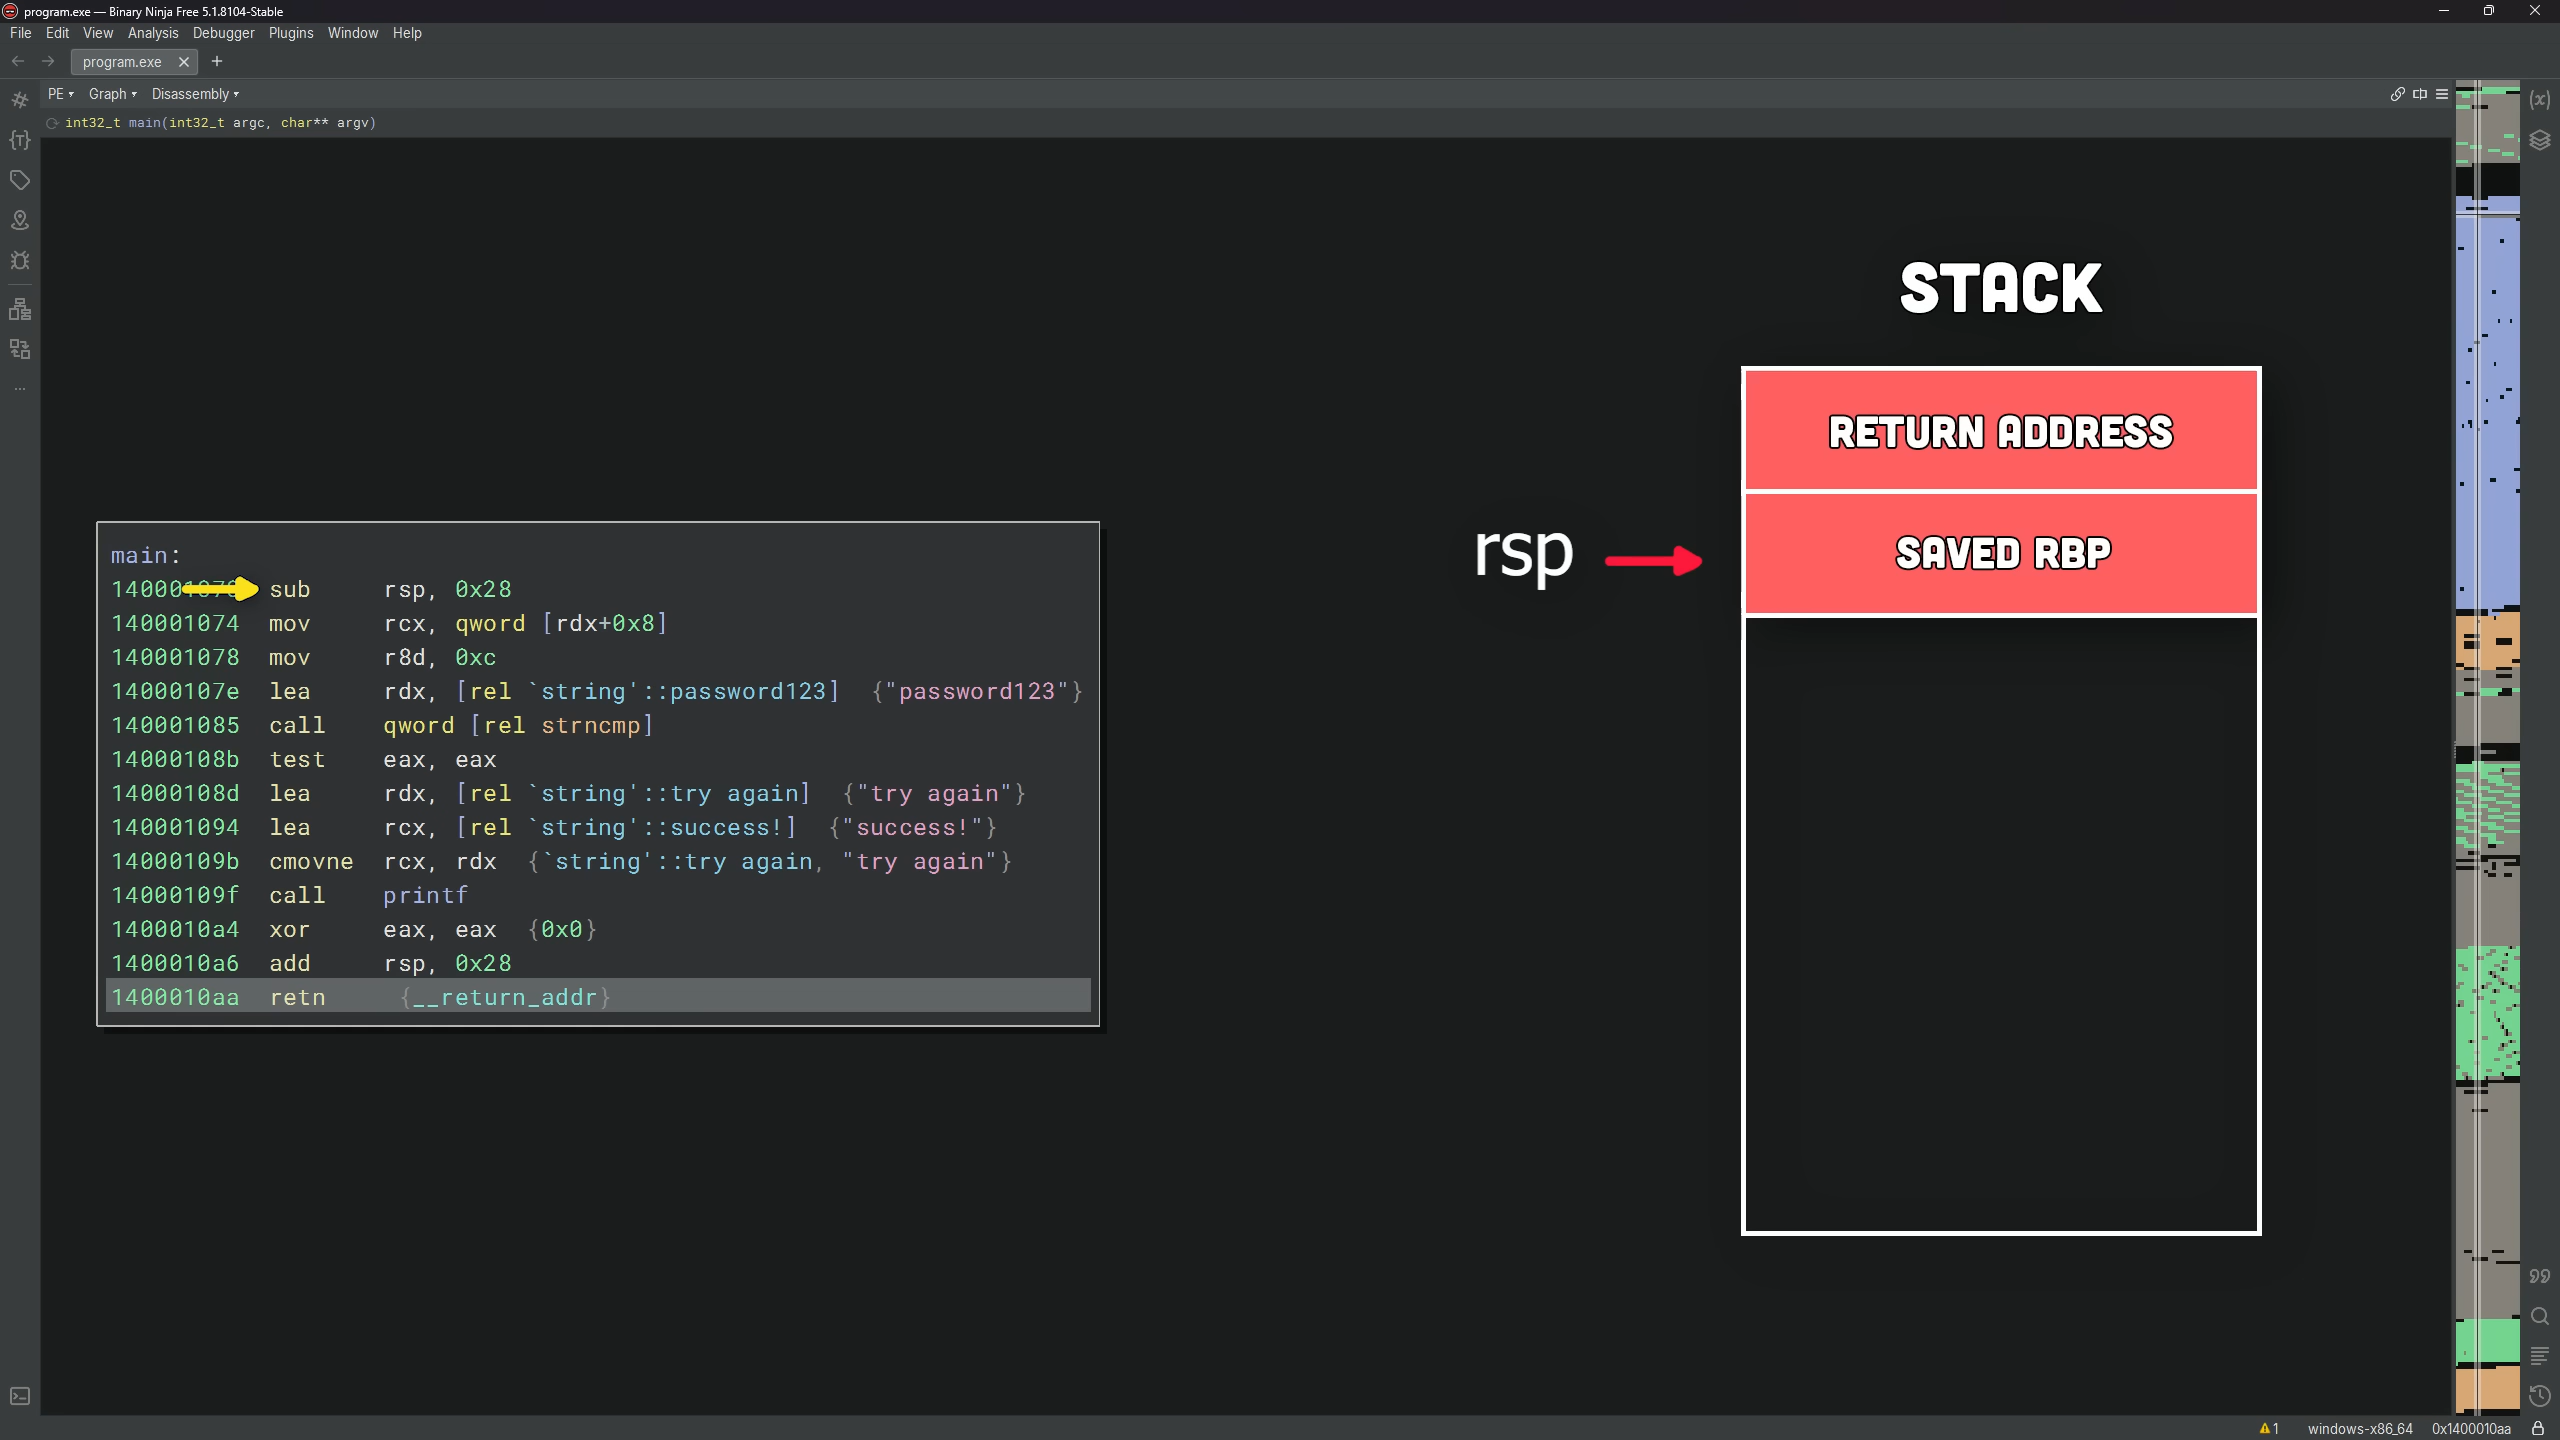 program.exe — Binary Ninja Free 5.1.8104-Stable
File Edit View Analysis Debugger Plugins Window Help
program.exe
PE Graph Disassembly
int32_t main(int32_t argc, char** argv)
STACK
RETURN ADDRESS
rsp
SAVED RBP
main:
sub rsp, 0x28
140001074 mov rcx, qword [rdx+0x8]
140001078 mov r8d, 0xc
14000107e lea rdx, [rel `string'::password123] {"password123"}
140001085 call qword [rel strncmp]
14000108b test eax, eax
14000108d lea rdx, [rel `string'::try again] {"try again"}
140001094 lea rcx, [rel `string'::success!] {"success!"}
14000109b cmovne rcx, rdx {`string'::try again, "try again"}
14000109f call printf
1400010a4 xor eax, eax {0x0}
1400010a6 add rsp, 0x28
1400010aa retn {__return_addr}
1 windows-x86_64 0x1400010aa